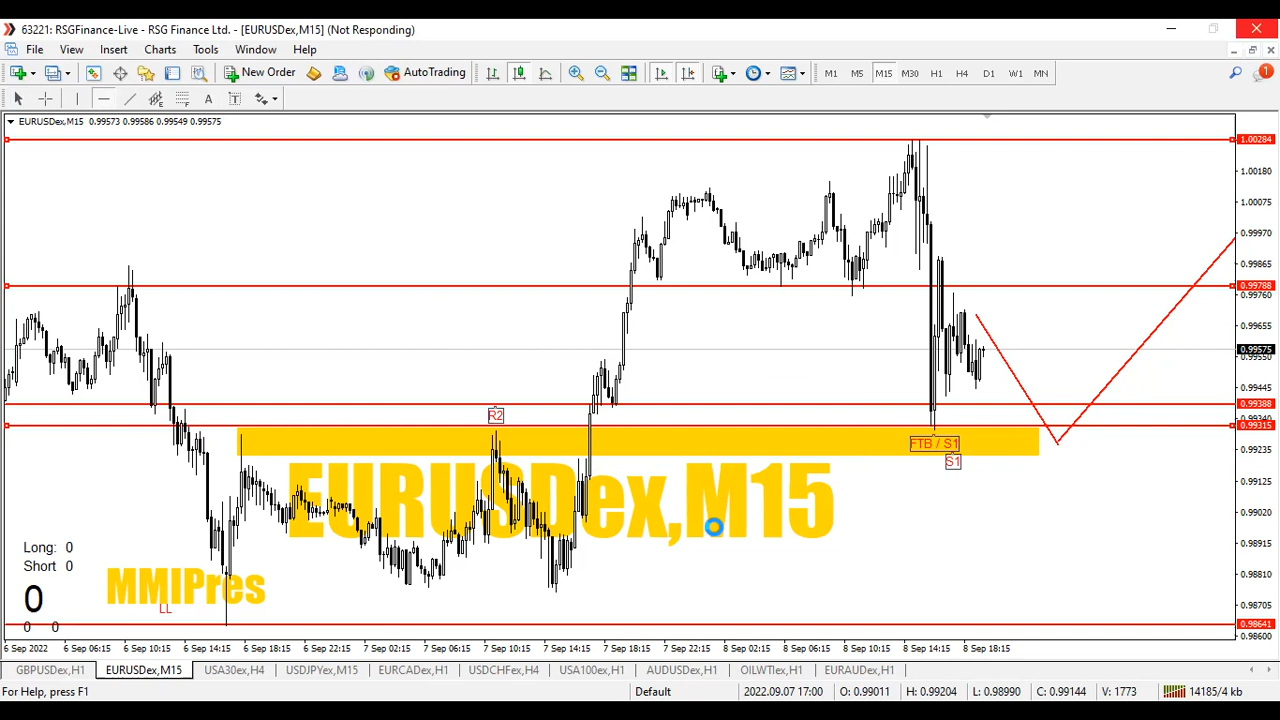 63221: RSGFinance-Live - RSG Finance Ltd. - [EURUSDex,M15] (Not Responding)
File View Insert Charts Tools Window Help
New Order AutoTrading M1 M5 M15 M30 H1 H4 D1 W1 MN 1
A T
EURUSDex,M15 0.99573 0.99586 0.99549 0.99575
1.00284
1.00180
1.00075
0.99970
0.99865
0.99788
0.99760
0.99655
0.99575
0.99550
0.99445
0.99388
0.99340
0.99315
R2
FTB / S1
0.99235
S1
EURUSDex,M15
0.99125
0.99020
0.98915
Long: 0
Short 0
0.98810
MMIPres
0
LL
0.98705
0 0
0.98641
0.98600
6 Sep 2022 6 Sep 06:15 6 Sep 10:15 6 Sep 14:15 6 Sep 18:15 6 Sep 22:15 7 Sep 02:15 7 Sep 06:15 7 Sep 10:15 7 Sep 14:15 7 Sep 18:15 7 Sep 22:15 8 Sep 02:15 8 Sep 06:15 8 Sep 10:15 8 Sep 14:15 8 Sep 18:15
GBPUSDex,H1 EURUSDex,M15 USA30ex,H4 USDJPYex,M15 EURCADex,H1 USDCHFex,H4 USA100ex,H1 AUDUSDex,H1 OILWTIex,H1 EURAUDex,H1
For Help, press F1 Default 2022.09.07 17:00 O: 0.99011 H: 0.99204 L: 0.98990 C: 0.99144 V: 1773 14185/4 kb